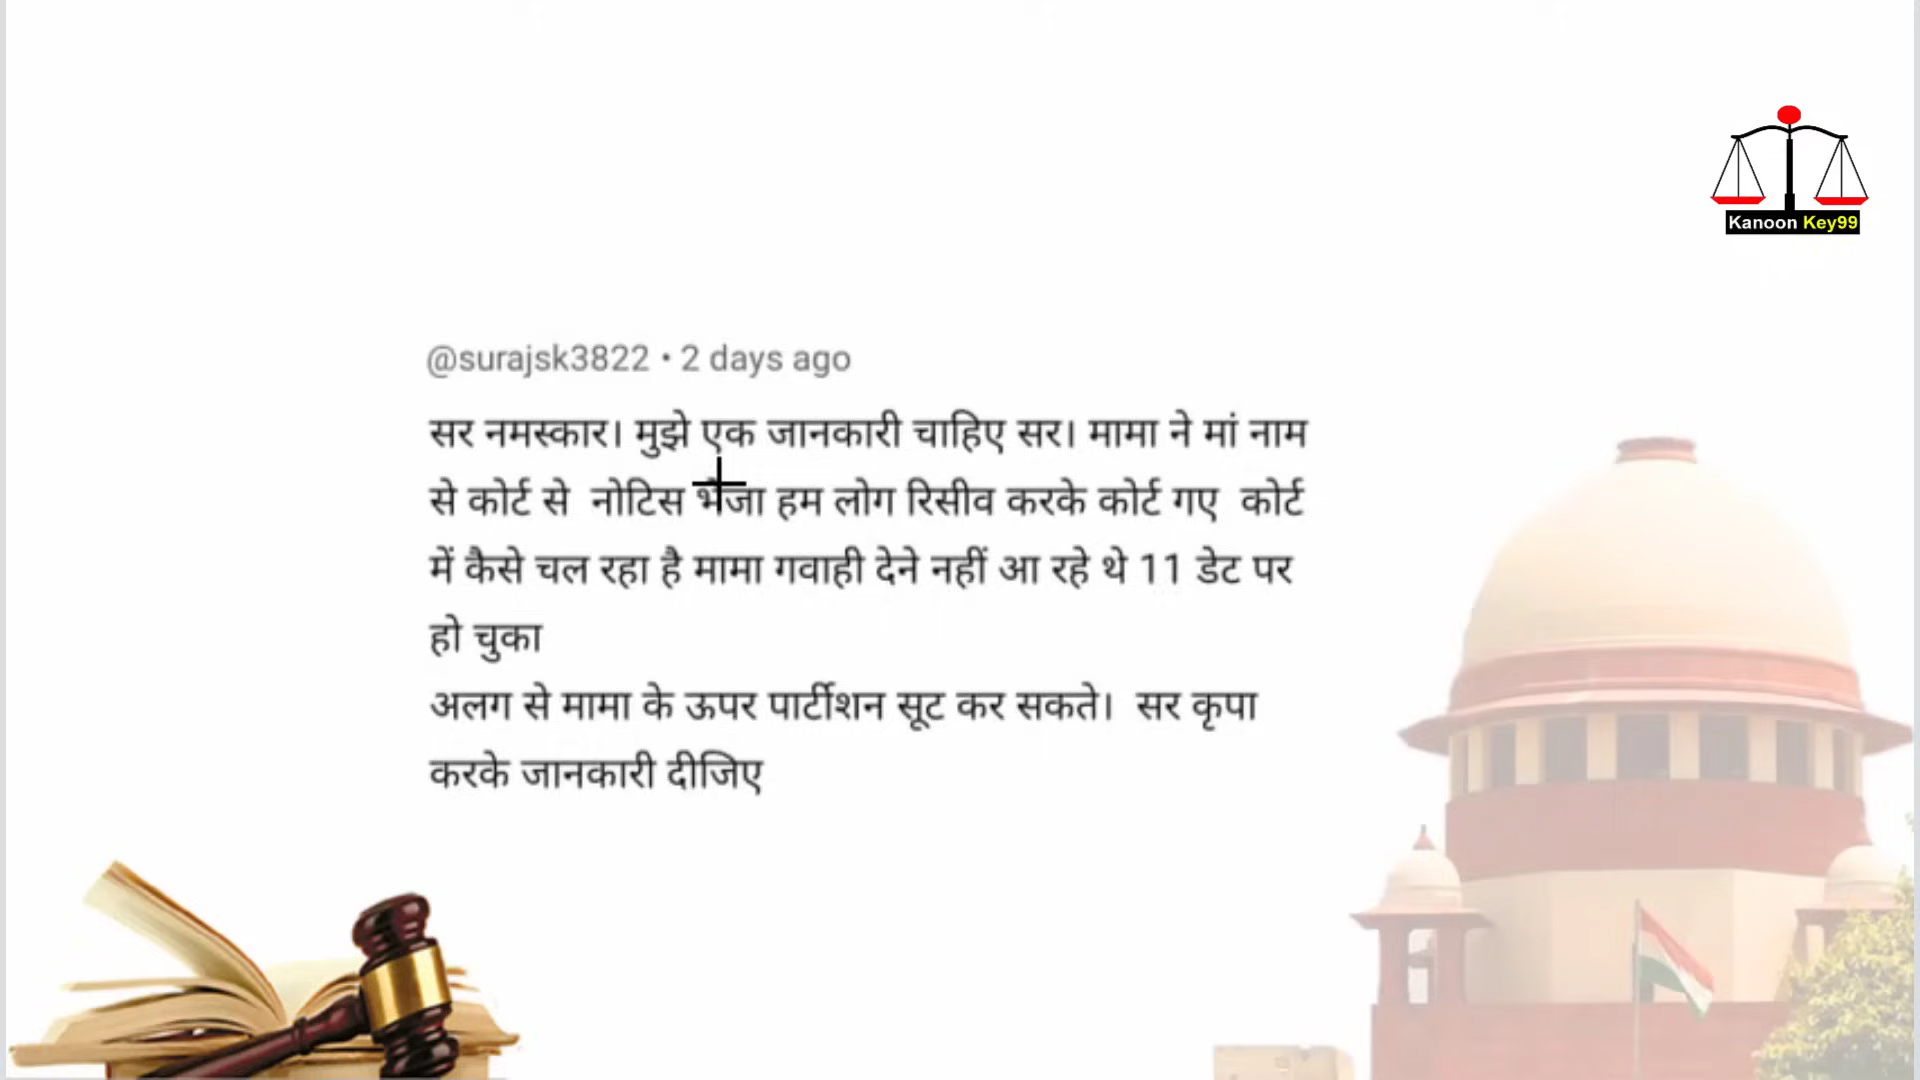 Kanoon Key99
@surajsk3822 • 2 days ago
सर नमस्कार। मुझे एक जानकारी चाहिए सर। मामा ने मां नाम
से कोर्ट से नोटिस भेजा हम लोग रिसीव करके कोर्ट गए कोर्ट
में कैसे चल रहा है मामा गवाही देने नहीं आ रहे थे 11 डेट पर
हो चुका
अलग से मामा के ऊपर पार्टीशन सूट कर सकते। सर कृपा
करके जानकारी दीजिए